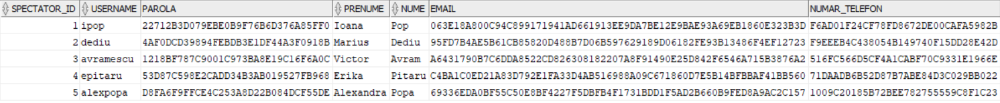 SPECTATOR_ID USERNAME PAROLA PRENUME NUME EMAIL NUMAR_TELEFON
1 ipop 22712B3D079EBE0B9F76B6D376A85FF0 Ioana Pop 063E18A800C94C899171941AD661913EE9DA7BE12E9BAE93A69EB1860E323B3D F6AD01F24CF78FD8672DE00CAFA5982B
2 dediu 4AF0DCD39894FEBDB3E1DF44A3F0918B Marius Dediu 95FD7B4AE5B61CB85820D488B7D06B597629189D06182FE93B13486F4EF12723 F9EEEB4C438054B149740F15DD28E42D
3 avramescu 1218BF787C9001C973BA8E19C16F6A0C Victor Avram A6431790B7C6DDA8522CD826308182207A8F91490E25D842F6546A715B3876A2 516FC566D5CF4A1CABF70C9331E1966E
4 epitaru 53D87C598E2CADD34B3AB019527FB968 Erika Pitaru C4BA1C0ED21A83D792E1FA33D4AB516988A09C671860D7E5B14BFBBAF41BB560 71DAADB6B52D87B7ABE84D3C029BB022
5 alexpopa D8FA6F9FFCE4C253A8D22B084DCF55DE Alexandra Popa 69336EDA0BF55C50E8BF4227F5DBFB4F1731BDD1F5AD2B660B9FED8A9AC2C157 1009C20185B72BEE782755559C8F1C23